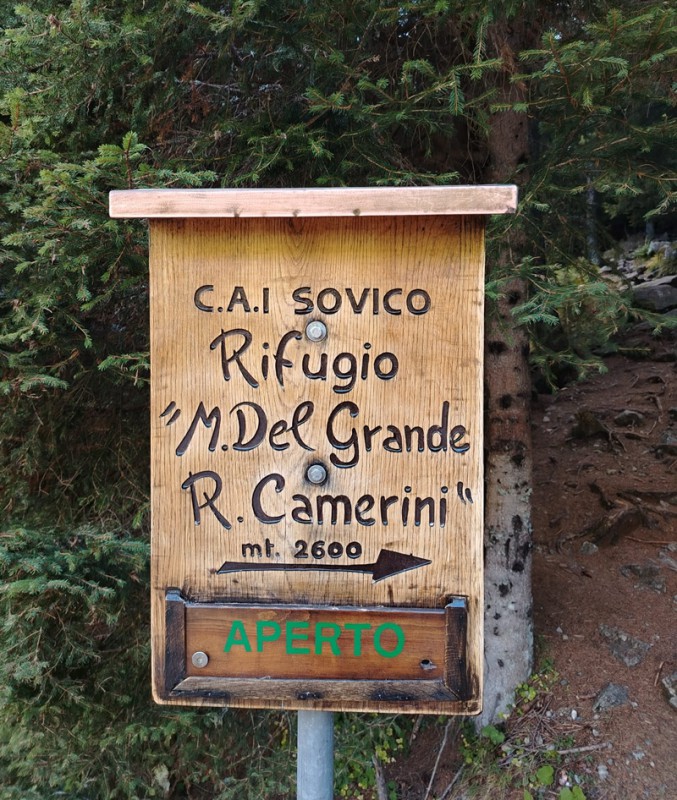 C.A.I SOVICO
Rifugio
"M.Del Grande
R. Camerini"
mt. 2600
APERTO